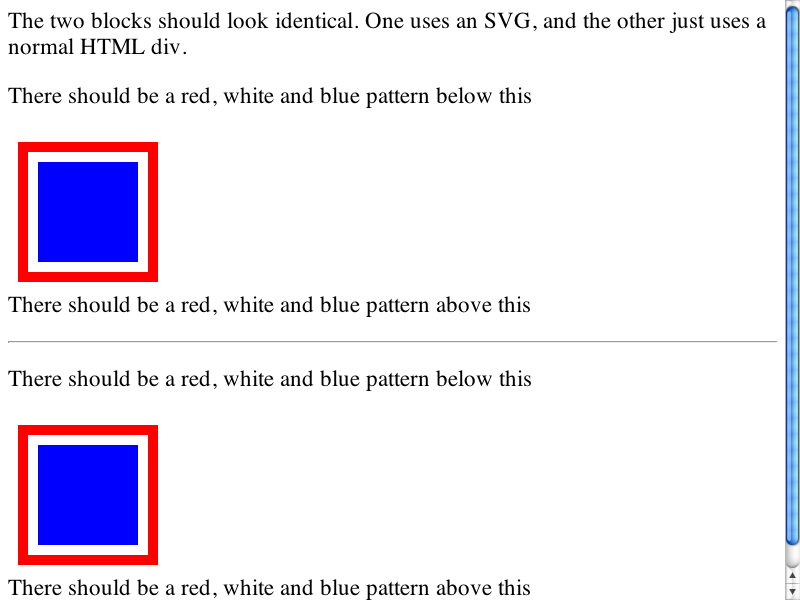 The two blocks should look identical. One uses an SVG, and the other just uses a
normal HTML div.
There should be a red, white and blue pattern below this
There should be a red, white and blue pattern above this
There should be a red, white and blue pattern below this
There should be a red, white and blue pattern above this